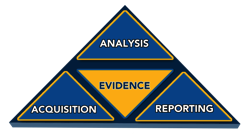 ANALYSIS
EVIDENCE
ACQUISITION
REPORTING